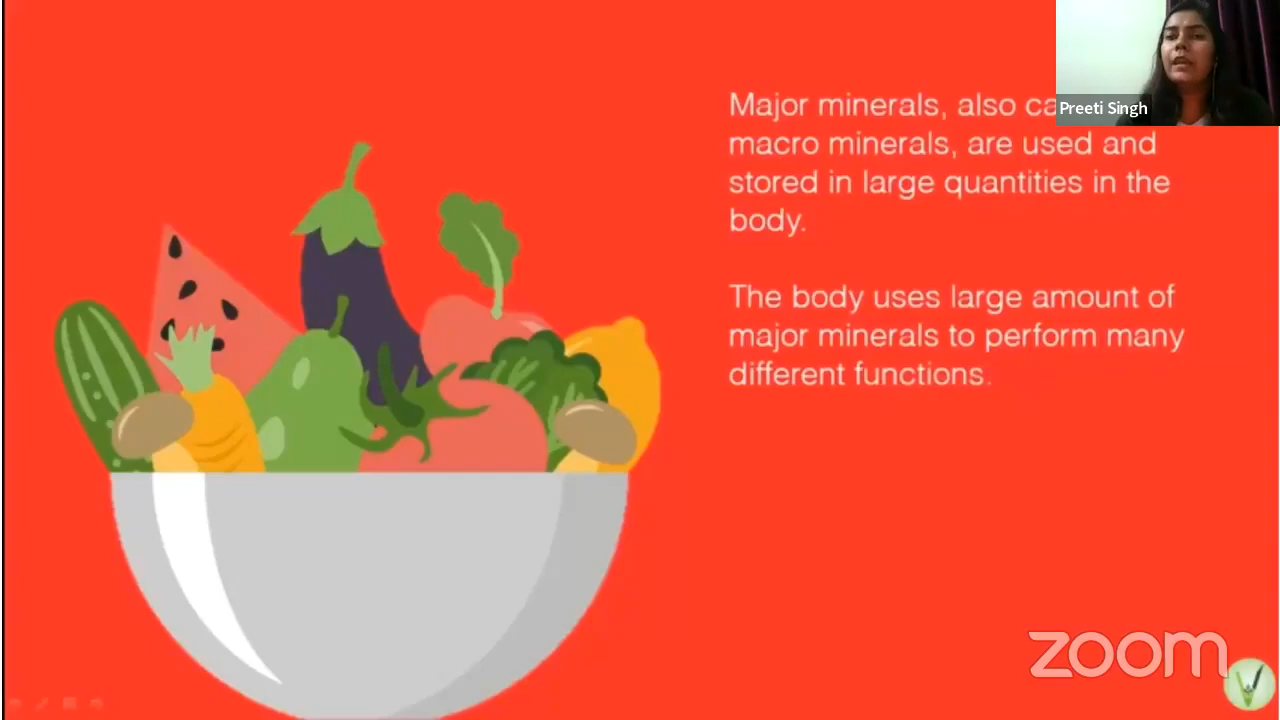 Major minerals, also
macro minerals, are used and
stored in large quantities in the
body.
The body uses large amount of
major minerals to perform many
different functions.
Preeti Singh
zoom